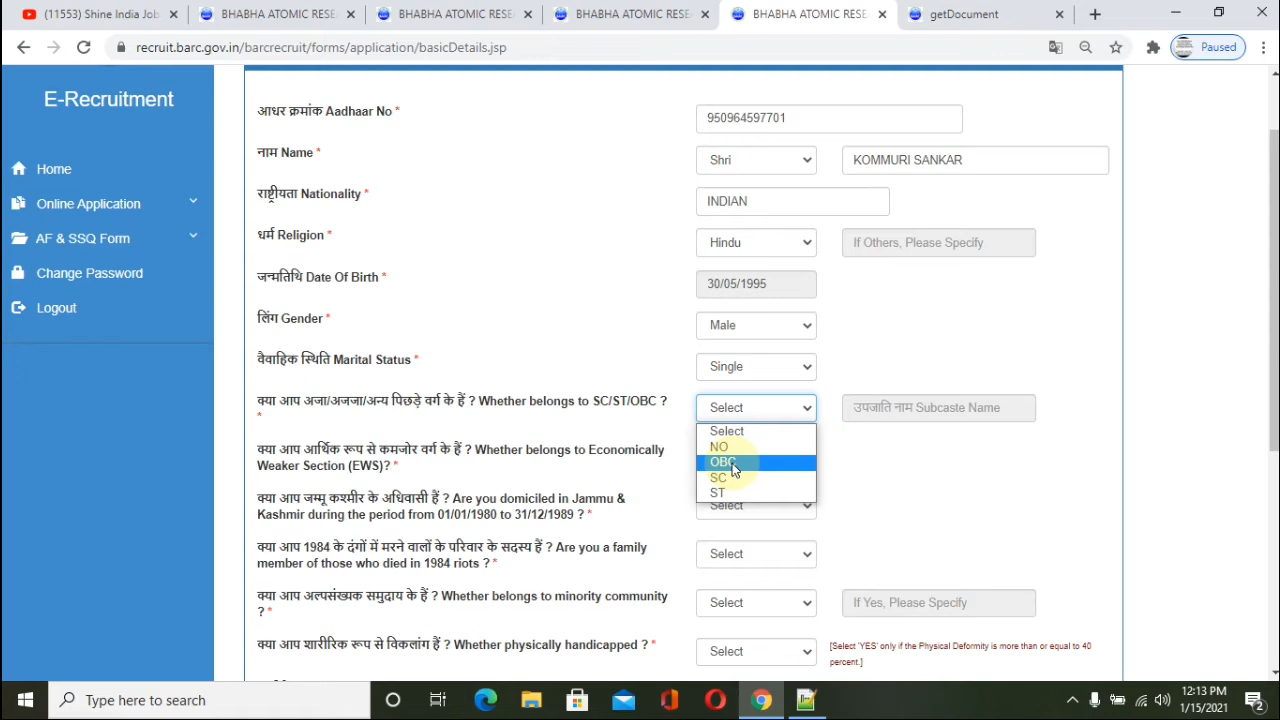 (11553) Shine India Job
BHABHA ATOMIC RESEA
BHABHA ATOMIC RESEA
BHABHA ATOMIC RESEA
BHABHA ATOMIC RESEA
getDocument
recruit.barc.gov.in/barcrecruit/forms/application/basicDetails.jsp
Paused
E-Recruitment
Home
Online Application
AF & SSQ Form
Change Password
Logout
आधर क्रमांक Aadhaar No *
950964597701
नाम Name *
Shri
KOMMURI SANKAR
राष्ट्रीयता Nationality *
INDIAN
धर्म Religion *
Hindu
If Others, Please Specify
जन्मतिथि Date Of Birth *
30/05/1995
लिंग Gender *
Male
वैवाहिक स्थिति Marital Status *
Single
क्या आप अजा/अजजा/अन्य पिछड़े वर्ग के हैं ? Whether belongs to SC/ST/OBC ?
*
Select
उपजाति नाम Subcaste Name
Select
NO
OBC
SC
ST
क्या आप आर्थिक रूप से कमजोर वर्ग के हैं ? Whether belongs to Economically
Weaker Section (EWS)? *
क्या आप जम्मू कश्मीर के अधिवासी हैं ? Are you domiciled in Jammu &
Kashmir during the period from 01/01/1980 to 31/12/1989 ? *
Select
क्या आप 1984 के दंगों में मरने वालों के परिवार के सदस्य हैं ? Are you a family
member of those who died in 1984 riots ? *
Select
क्या आप अल्पसंख्यक समुदाय के हैं ? Whether belongs to minority community
? *
Select
If Yes, Please Specify
क्या आप शारीरिक रूप से विकलांग हैं ? Whether physically handicapped ? *
Select
[Select 'YES' only if the Physical Deformity is more than or equal to 40
percent.]
Type here to search
12:13 PM
1/15/2021
2